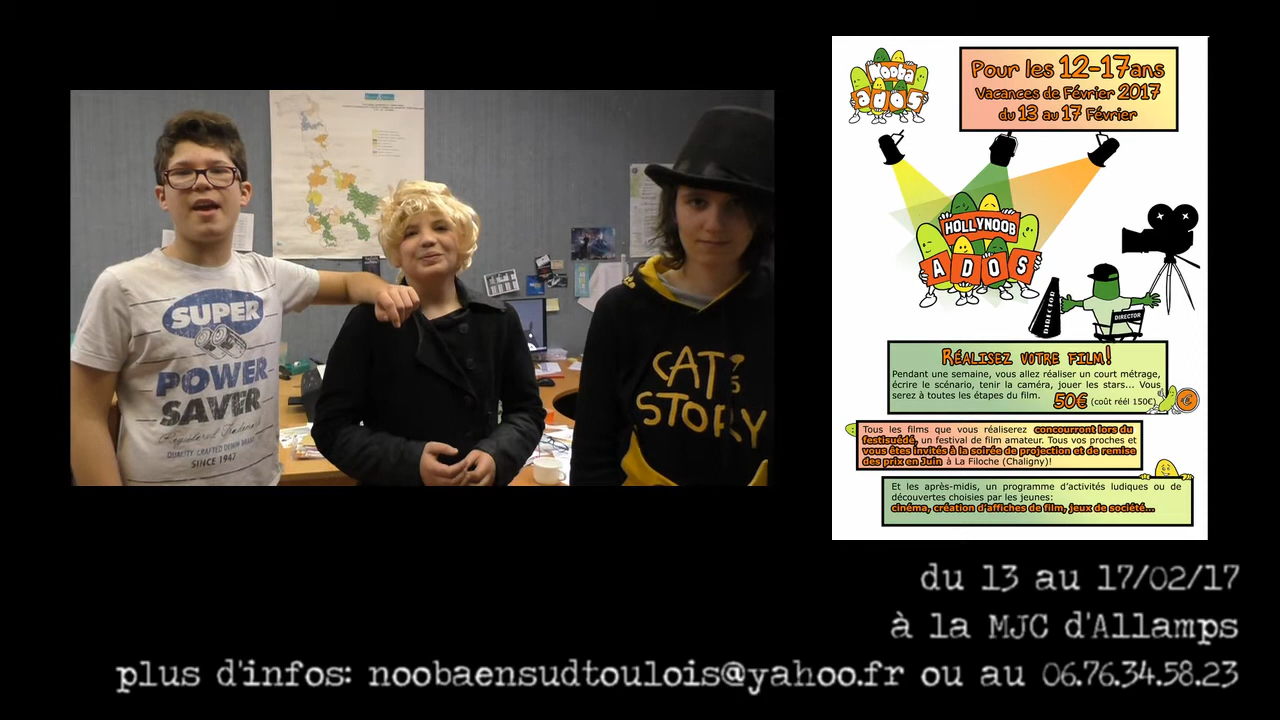 SUPER
POWER
SAVER
Registered Trademark
QUALITY CRAFTED DENIM BRAND
SINCE 1947
CAT'S
STORY
Nooba
ados
Pour les 12-17ans
Vacances de Février 2017
du 13 au 17 Février
HOLLYNOOB
ADOS
DIRECTOR
DIRECTOR
Réalisez votre film!
Pendant une semaine, vous allez réaliser un court métrage,
écrire le scénario, tenir la caméra, jouer les stars... Vous
serez à toutes les étapes du film. 50€ (coût réél 150€)
€
Tous les films que vous réaliserez concourront lors du
festisuédé, un festival de film amateur. Tous vos proches et
vous êtes invités à la soirée de projection et de remise
des prix en Juin à La Filoche (Chaligny)!
Et les après-midis, un programme d'activités ludiques ou de
découvertes choisies par les jeunes:
cinéma, création d'affiches de film, jeux de société...
du 13 au 17/02/17
à la MJC d'Allamps
plus d'infos: noobaensudtoulois@yahoo.fr ou au 06.76.34.58.23